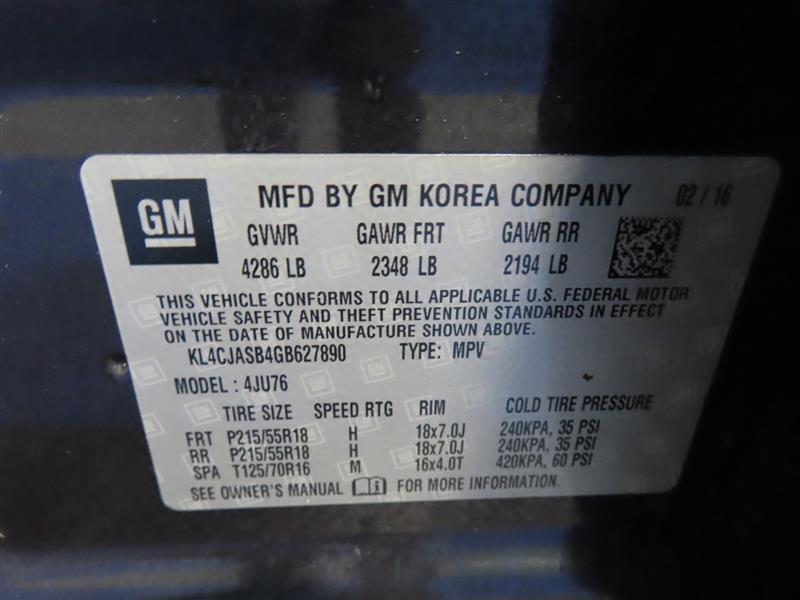 GM
MFD BY GM KOREA COMPANY 02 / 16
GVWR GAWR FRT GAWR RR
4286 LB 2348 LB 2194 LB
THIS VEHICLE CONFORMS TO ALL APPLICABLE U.S. FEDERAL MOTOR
VEHICLE SAFETY AND THEFT PREVENTION STANDARDS IN EFFECT
ON THE DATE OF MANUFACTURE SHOWN ABOVE.
KL4CJASB4GB627890 TYPE: MPV
MODEL : 4JU76
TIRE SIZE SPEED RTG RIM COLD TIRE PRESSURE
FRT P215/55R18 H 18x7.0J 240KPA, 35 PSI
RR P215/55R18 H 18x7.0J 240KPA, 35 PSI
SPA T125/70R16 M 16x4.0T 420KPA, 60 PSI
SEE OWNER'S MANUAL FOR MORE INFORMATION.